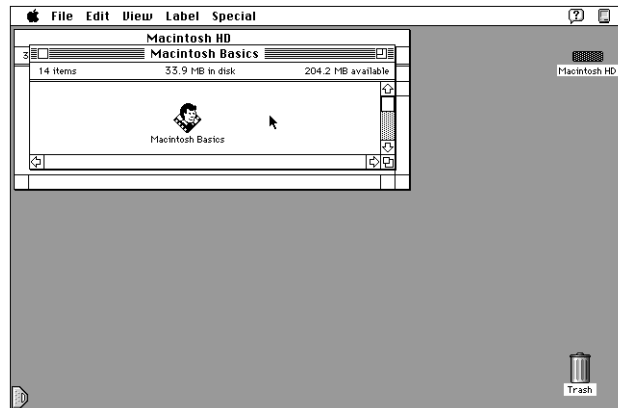 File Edit View Label Special
Macintosh HD
3
Macintosh Basics
14 items 33.9 MB in disk 204.2 MB available
Macintosh Basics
Macintosh HD
Trash